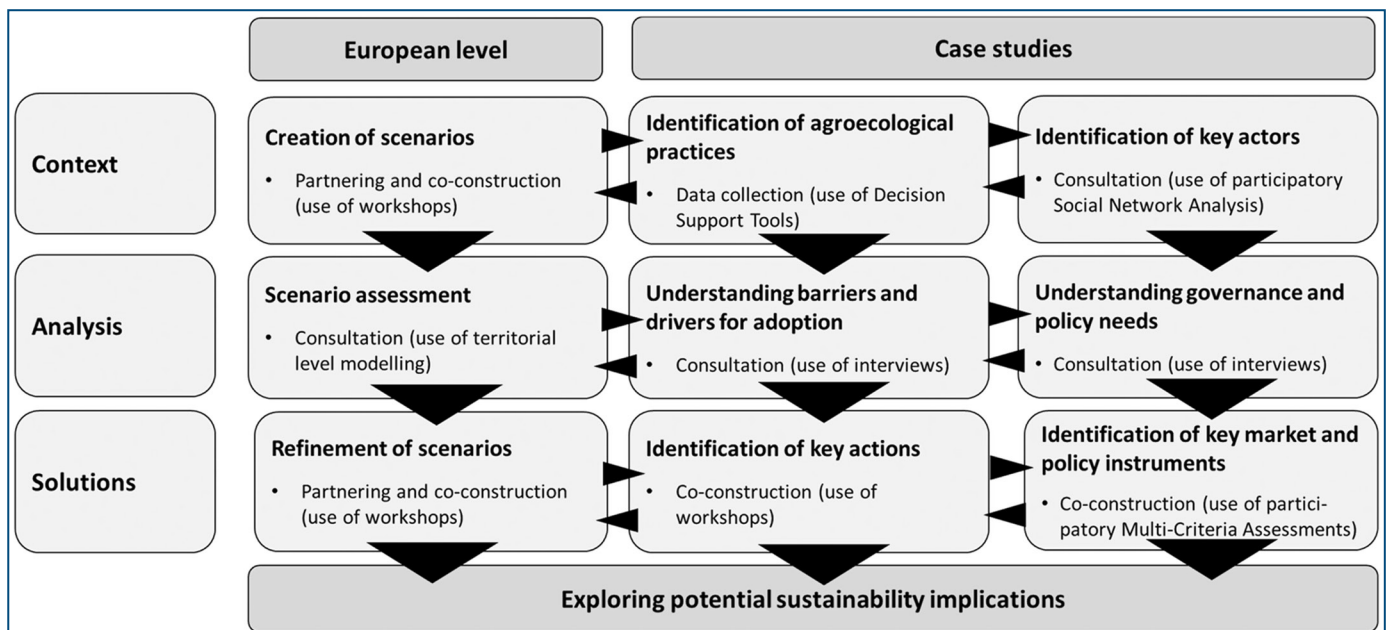 European level
Case studies
Context
Creation of scenarios
• Partnering and co-construction
(use of workshops)
Identification of agroecological
practices
• Data collection (use of Decision
Support Tools)
Identification of key actors
• Consultation (use of participatory
Social Network Analysis)
Analysis
Scenario assessment
• Consultation (use of territorial
level modelling)
Understanding barriers and
drivers for adoption
• Consultation (use of interviews)
Understanding governance and
policy needs
• Consultation (use of interviews)
Solutions
Refinement of scenarios
• Partnering and co-construction
(use of workshops)
Identification of key actions
• Co-construction (use of
workshops)
Identification of key market and
policy instruments
• Co-construction (use of partici-
patory Multi-Criteria Assessments)
Exploring potential sustainability implications